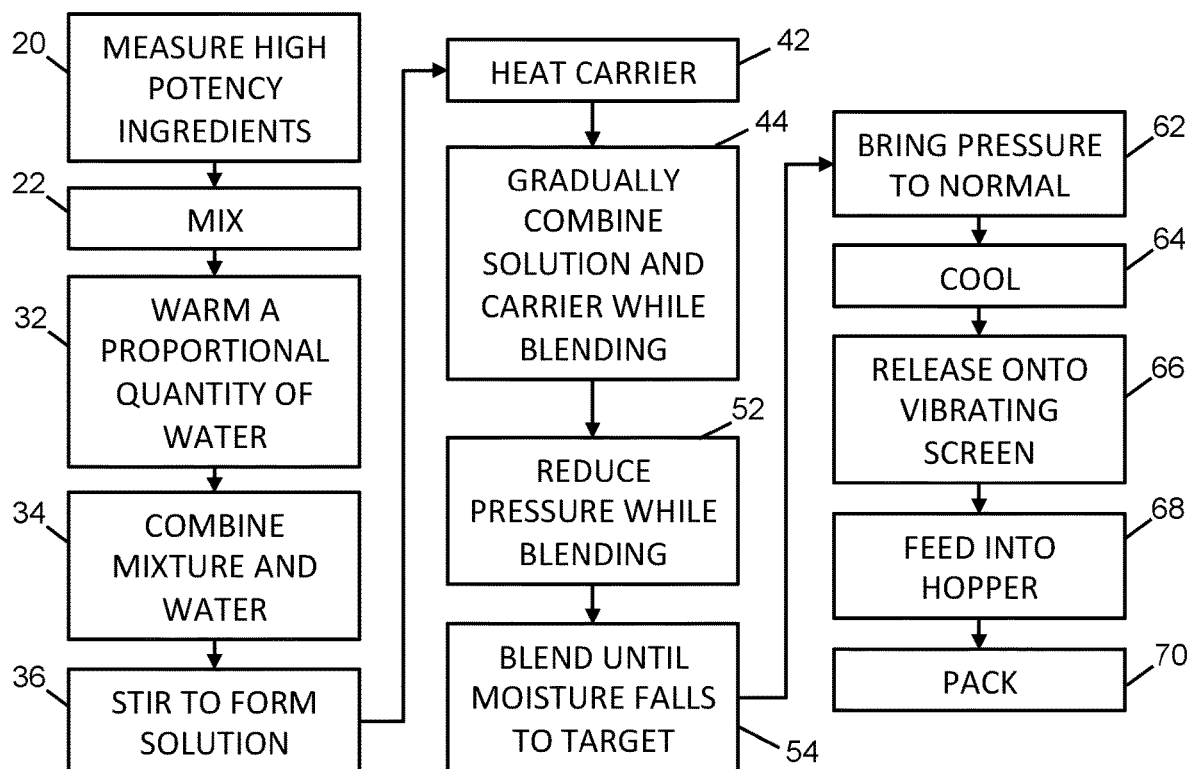 20
MEASURE HIGH
POTENCY
INGREDIENTS
22
MIX
32
WARM A
PROPORTIONAL
QUANTITY OF
WATER
34
COMBINE
MIXTURE AND
WATER
36
STIR TO FORM
SOLUTION
42
HEAT CARRIER
44
GRADUALLY
COMBINE
SOLUTION AND
CARRIER WHILE
BLENDING
52
REDUCE
PRESSURE WHILE
BLENDING
BLEND UNTIL
MOISTURE FALLS
TO TARGET
54
62
BRING PRESSURE
TO NORMAL
64
COOL
RELEASE ONTO
66
VIBRATING
SCREEN
68
FEED INTO
HOPPER
70
PACK